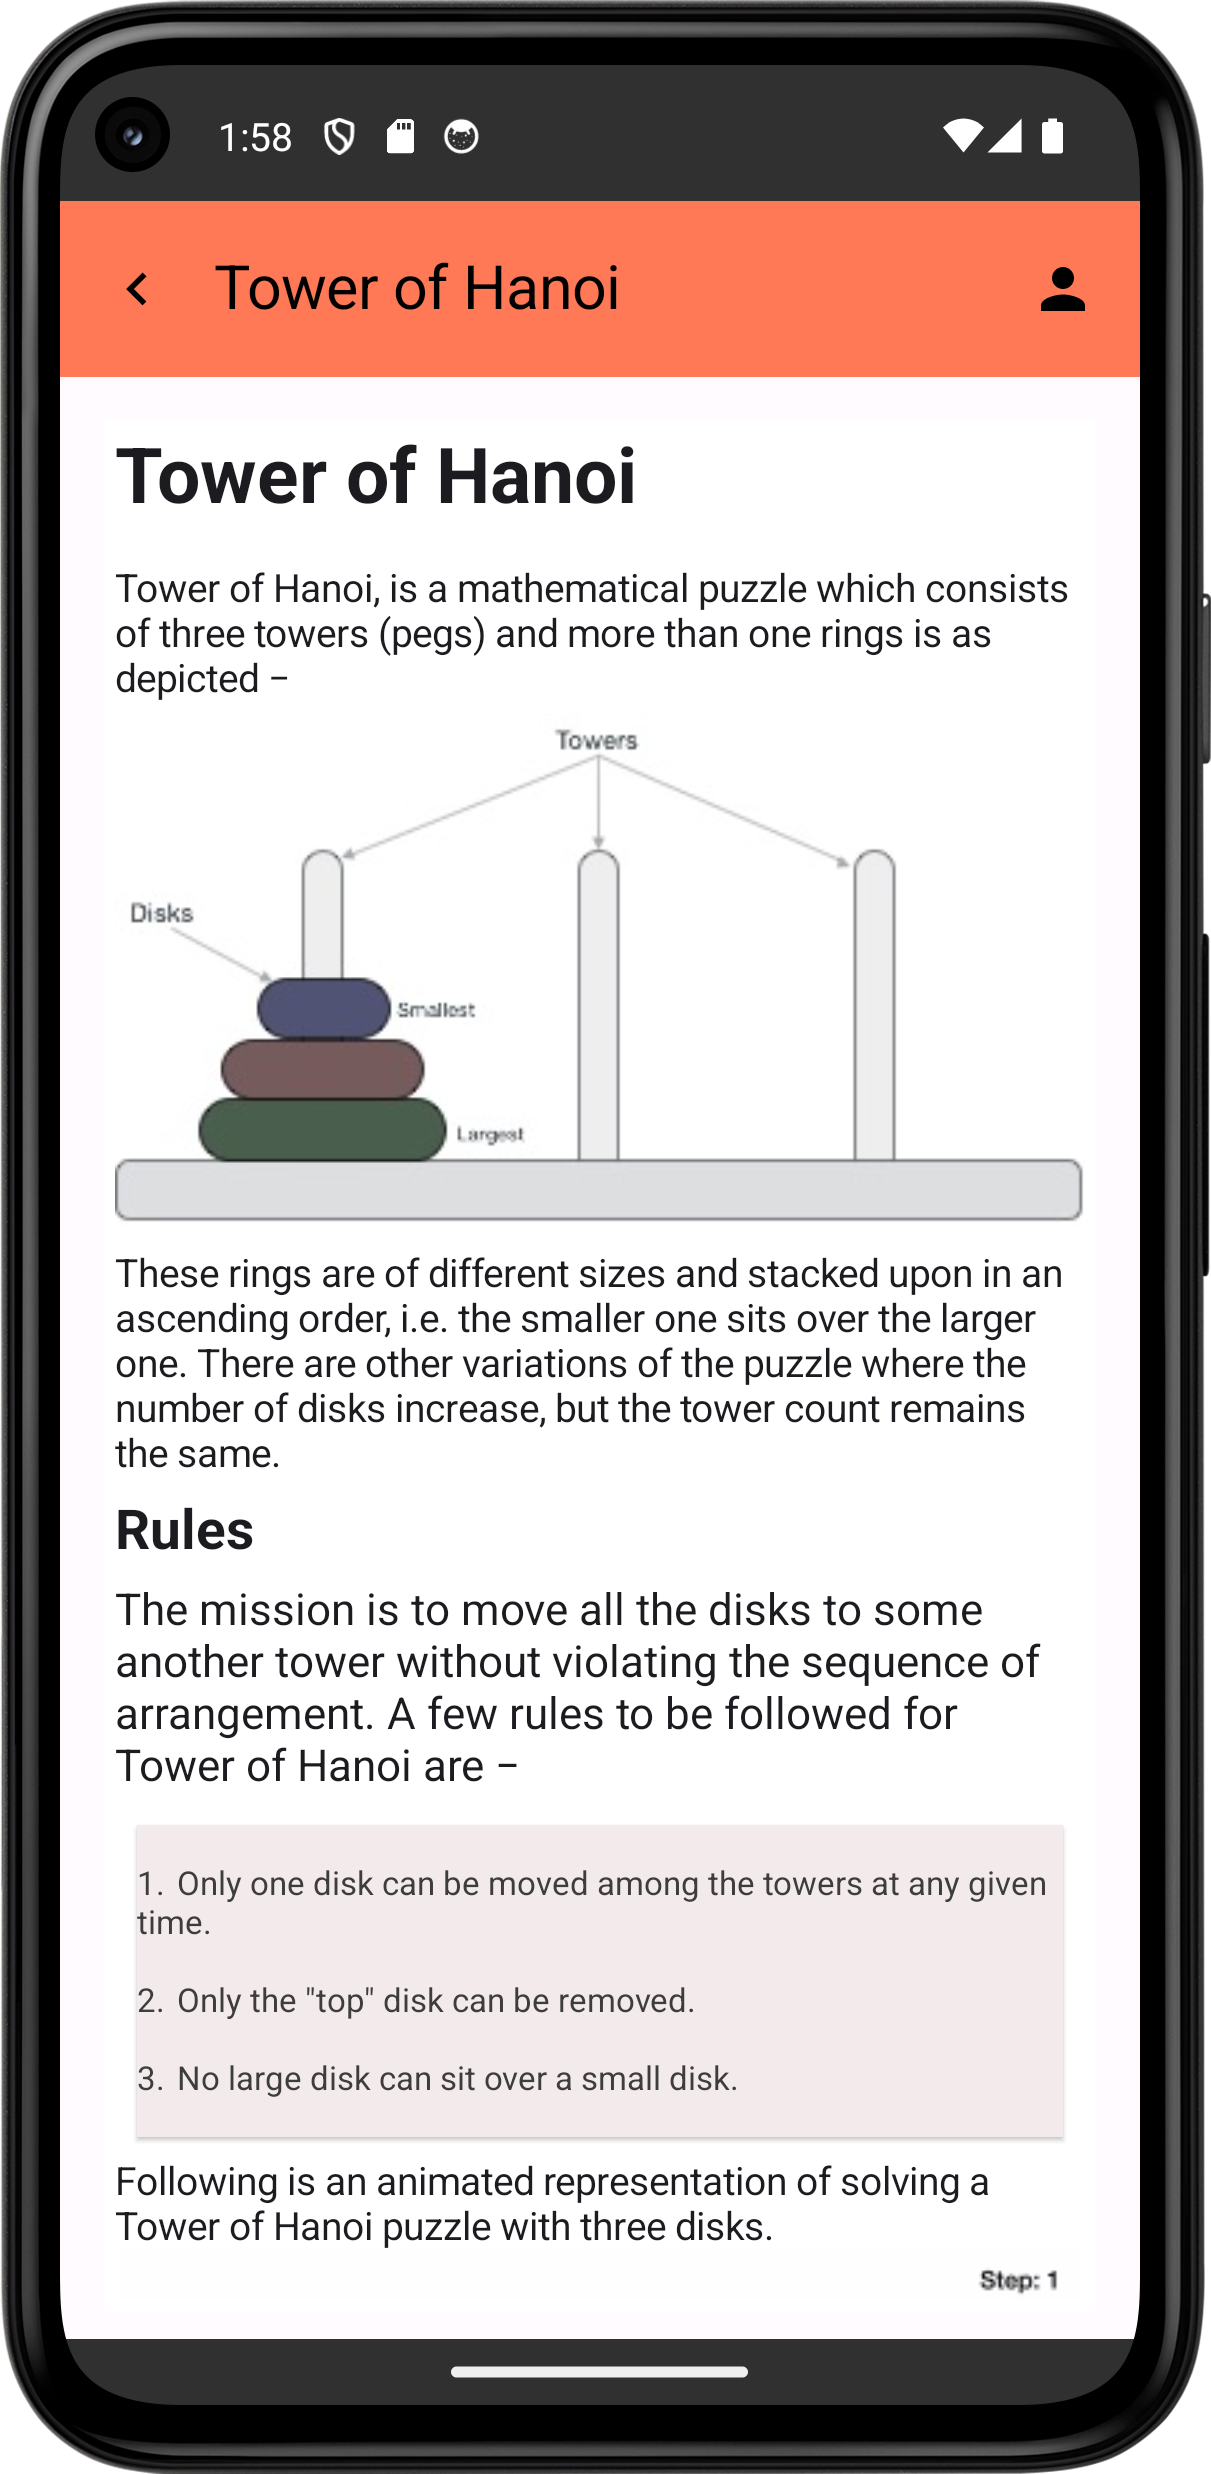 1:58
Tower of Hanoi
Tower of Hanoi
Tower of Hanoi, is a mathematical puzzle which consists
of three towers (pegs) and more than one rings is as
depicted −
Towers
Disks
Smallest
Largest
These rings are of different sizes and stacked upon in an
ascending order, i.e. the smaller one sits over the larger
one. There are other variations of the puzzle where the
number of disks increase, but the tower count remains
the same.
Rules
The mission is to move all the disks to some
another tower without violating the sequence of
arrangement. A few rules to be followed for
Tower of Hanoi are −
1. Only one disk can be moved among the towers at any given
time.
2. Only the "top" disk can be removed.
3. No large disk can sit over a small disk.
Following is an animated representation of solving a
Tower of Hanoi puzzle with three disks.
Step: 1